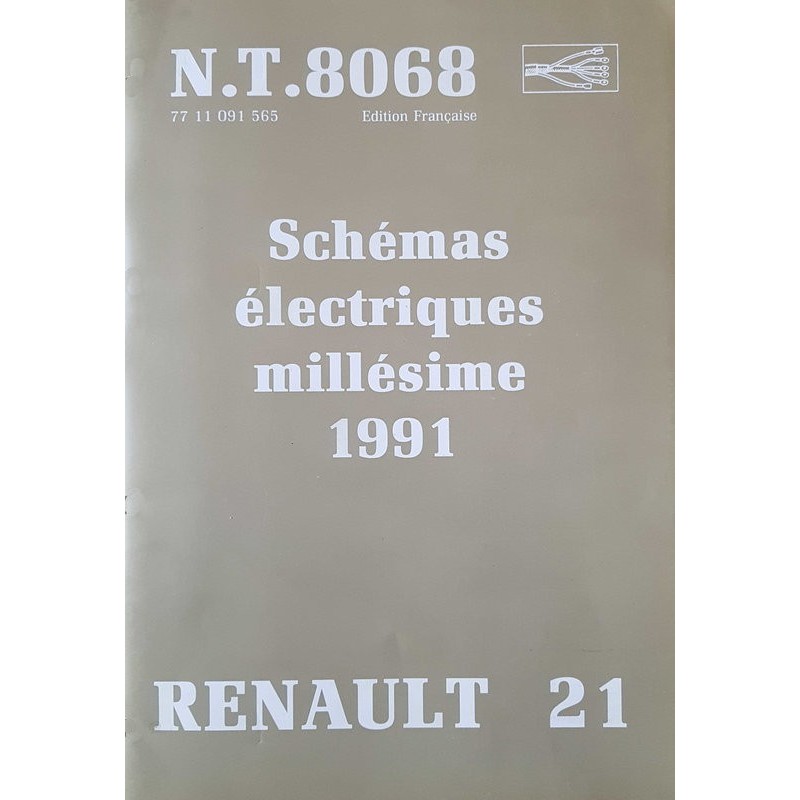 N.T.8068
77 11 091 565 Edition Française
Schémas
électriques
millésime
1991
RENAULT 21